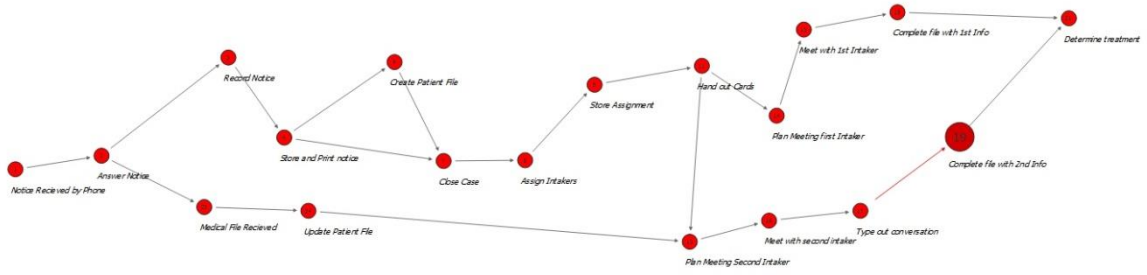 Notice Recieved by Phone
Answer Notice
Record Notice
Store and Print notice
Create Patient File
Close Case
Assign Intakers
Store Assignment
Hand out Cards
Plan Meeting first Intaker
Meet with 1st Intaker
Complete file with 1st Info
Determine treatment
Medical File Recieved
Update Patient File
Plan Meeting Second Intaker
Meet with second intaker
Type out conversation
Complete file with 2nd Info